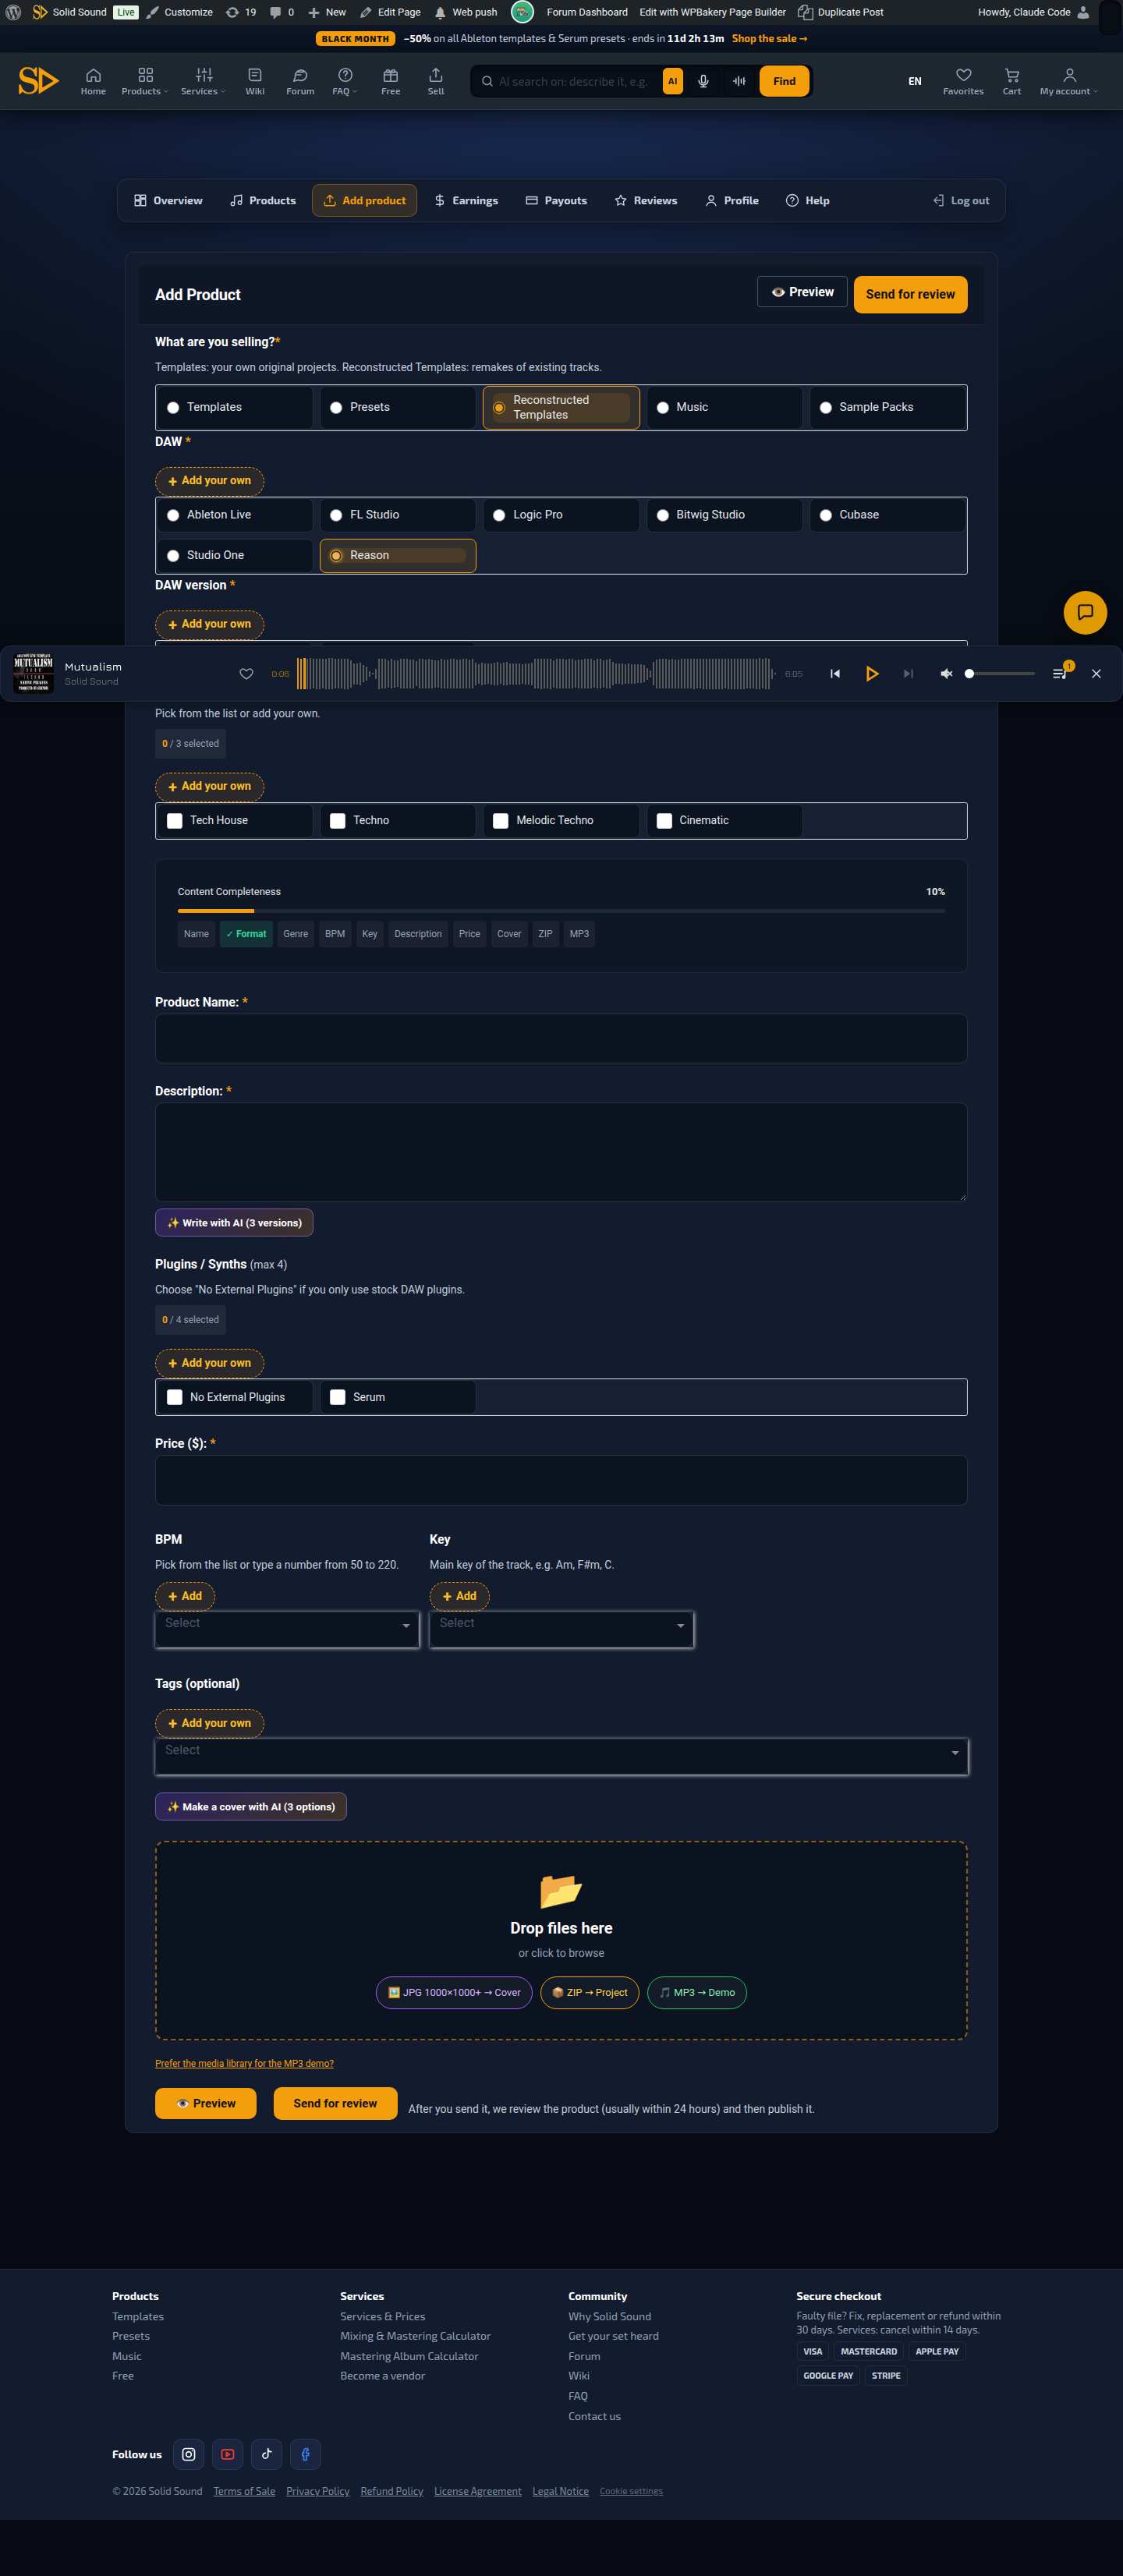 Solid Sound Live Customize 19 0 New Edit Page Web push Forum Dashboard Edit with WPBakery Page Builder Duplicate Post Howdy, Claude Code
BLACK MONTH −50% on all Ableton templates & Serum presets · ends in 11d 2h 13m Shop the sale →
Home Products Services Wiki Forum FAQ Free Sell AI search on: describe it, e.g. AI Find EN Favorites Cart My account
Overview Products Add product Earnings Payouts Reviews Profile Help Log out
Add Product
👁️ Preview
Send for review
What are you selling?*
Templates: your own original projects. Reconstructed Templates: remakes of existing tracks.
Templates Presets Reconstructed Templates Music Sample Packs
DAW *
+ Add your own
Ableton Live FL Studio Logic Pro Bitwig Studio Cubase
Studio One Reason
DAW version *
+ Add your own
MUTUALISM
Mutualism
Solid Sound
0:06
6:05
1
Pick from the list or add your own.
0 / 3 selected
+ Add your own
Tech House Techno Melodic Techno Cinematic
Content Completeness 10%
Name ✓ Format Genre BPM Key Description Price Cover ZIP MP3
Product Name: *
Description: *
✨ Write with AI (3 versions)
Plugins / Synths (max 4)
Choose "No External Plugins" if you only use stock DAW plugins.
0 / 4 selected
+ Add your own
No External Plugins Serum
Price ($): *
BPM Key
Pick from the list or type a number from 50 to 220. Main key of the track, e.g. Am, F#m, C.
+ Add + Add
Select Select
Tags (optional)
+ Add your own
Select
✨ Make a cover with AI (3 options)
Drop files here
or click to browse
🖼️ JPG 1000×1000+ → Cover 📦 ZIP → Project 🎵 MP3 → Demo
Prefer the media library for the MP3 demo?
👁️ Preview Send for review After you send it, we review the product (usually within 24 hours) and then publish it.
Products Services Community Secure checkout
Templates Services & Prices Why Solid Sound Faulty file? Fix, replacement or refund within
30 days. Services: cancel within 14 days.
Presets Mixing & Mastering Calculator Get your set heard
Music Mastering Album Calculator Forum VISA MASTERCARD APPLE PAY
Free Become a vendor Wiki GOOGLE PAY STRIPE
FAQ
Contact us
Follow us
© 2026 Solid Sound Terms of Sale Privacy Policy Refund Policy License Agreement Legal Notice Cookie settings